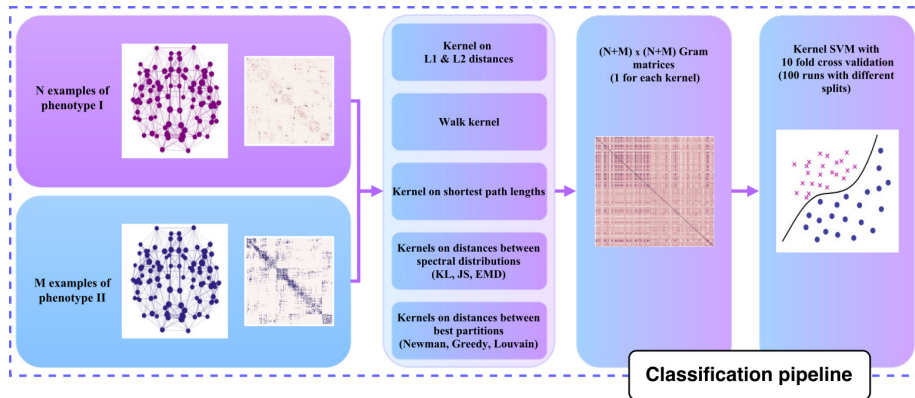 N examples of
phenotype I
M examples of
phenotype II
Kernel on
L1 & L2 distances
Walk kernel
Kernel on shortest path lengths
Kernels on distances between
spectral distributions
(KL, JS, EMD)
Kernels on distances between
best partitions
(Newman, Greedy, Louvain)
(N+M) x (N+M) Gram
matrices
(1 for each kernel)
Kernel SVM with
10 fold cross validation
(100 runs with different
splits)
Classification pipeline